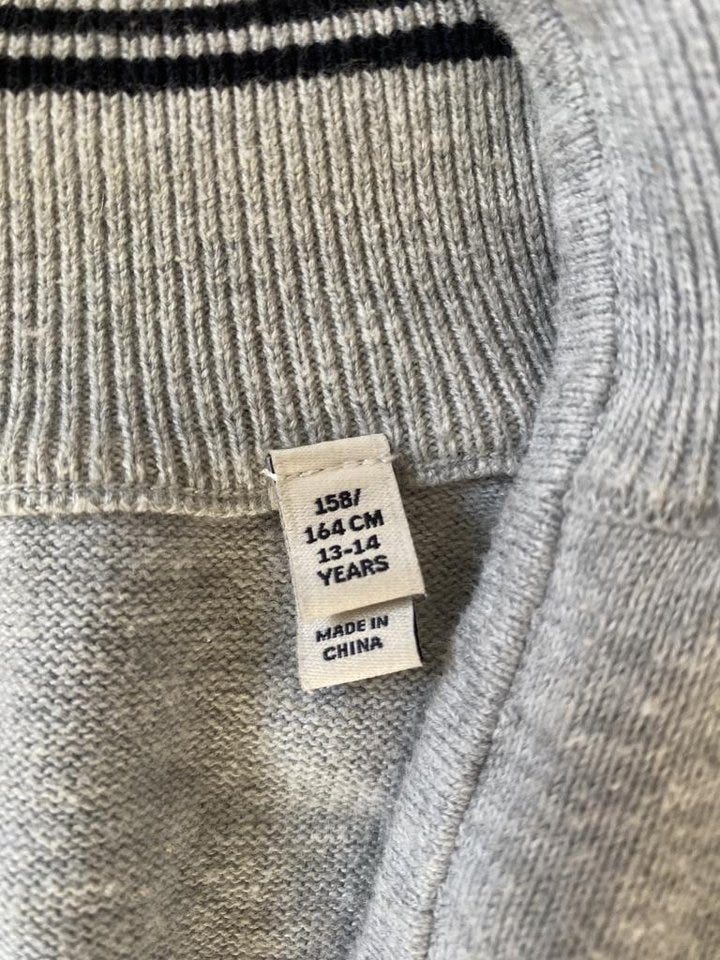 158/
164 CM
13-14
YEARS
MADE IN
CHINA